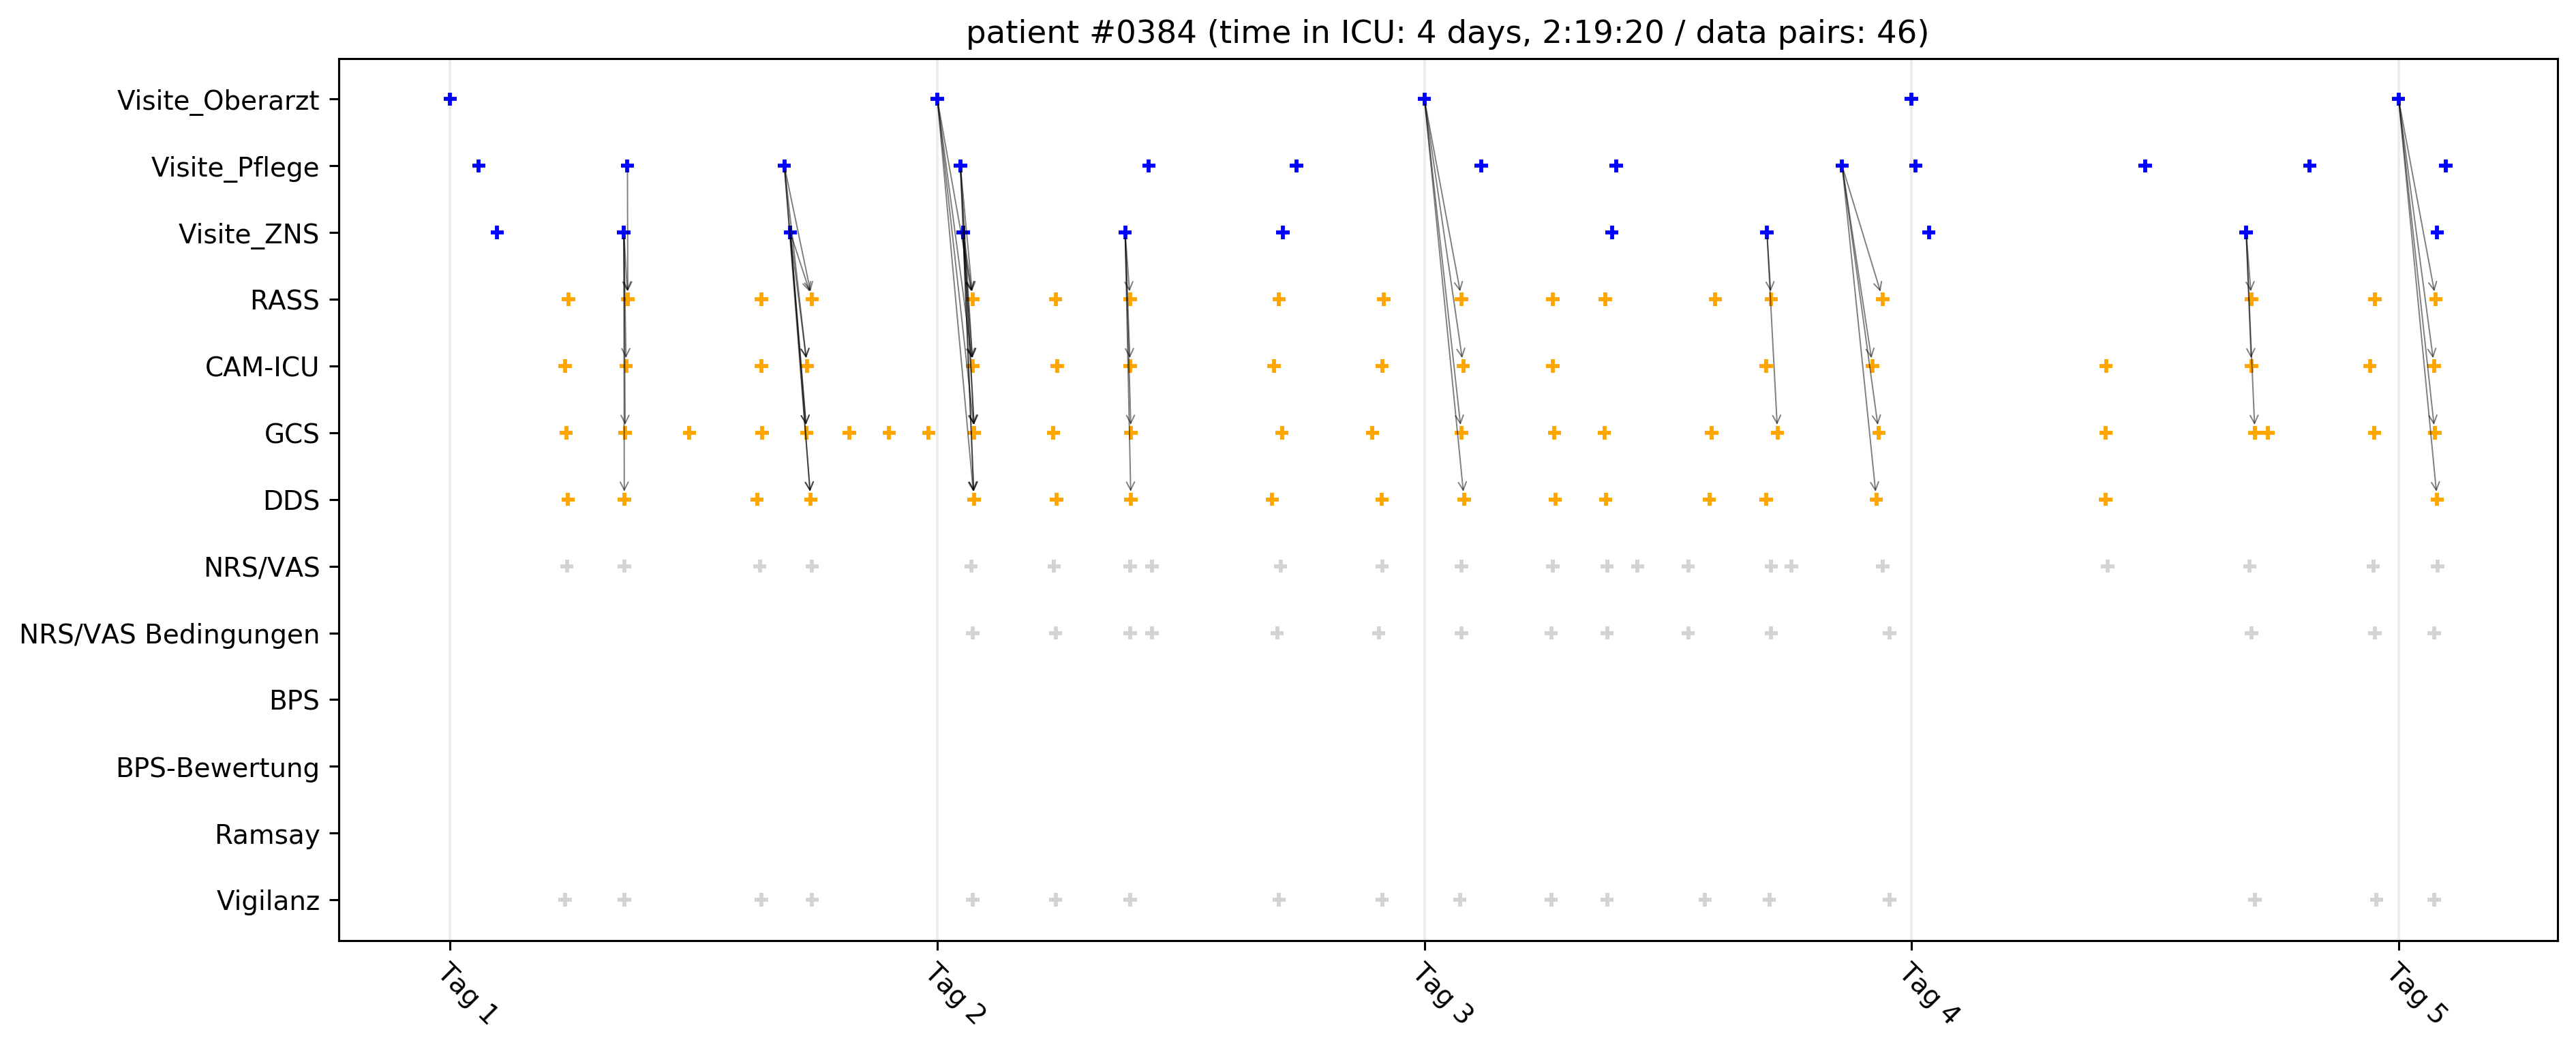 patient #0384 (time in ICU: 4 days, 2:19:20 / data pairs: 46)
Visite_Oberarzt
Visite_Pflege
Visite_ZNS
RASS
CAM-ICU
GCS
DDS
NRS/VAS
NRS/VAS Bedingungen
BPS
BPS-Bewertung
Ramsay
Vigilanz
Tag 1
Tag 2
Tag 3
Tag 4
Tag 5